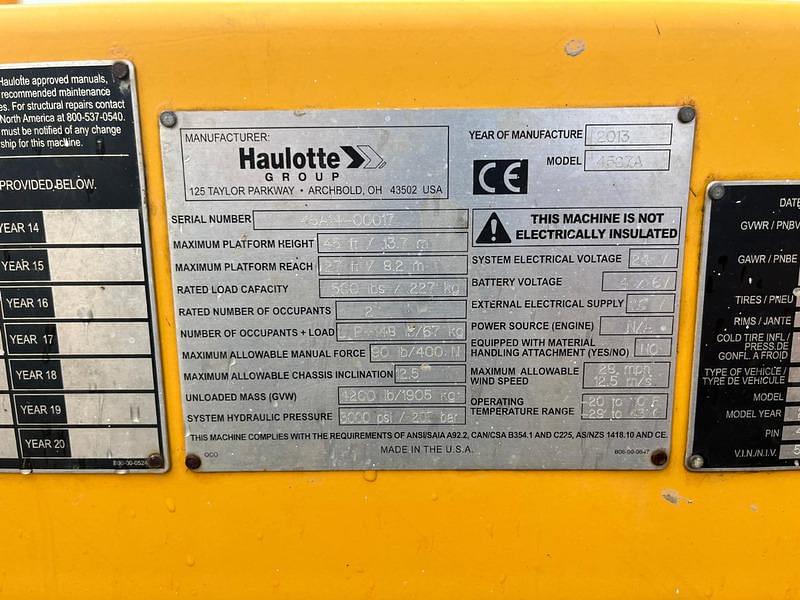 Haulotte approved manuals,
recommended maintenance
es. For structural repairs contact
North America at 800-537-0540.
must be notified of any change
ship for this machine.
PROVIDED BELOW.
YEAR 14
YEAR 15
YEAR 16
YEAR 17
YEAR 18
YEAR 19
YEAR 20
MANUFACTURER:
Haulotte
GROUP
125 TAYLOR PARKWAY • ARCHBOLD, OH 43502 USA
YEAR OF MANUFACTURE 2013
MODEL
CE
SERIAL NUMBER
MAXIMUM PLATFORM HEIGHT 45 ft / 13.7 m
MAXIMUM PLATFORM REACH 27 ft / 8.2 m
RATED LOAD CAPACITY 500 lbs / 227 kg
RATED NUMBER OF OCCUPANTS 2
NUMBER OF OCCUPANTS + LOAD
MAXIMUM ALLOWABLE MANUAL FORCE 90 lb/400 N
MAXIMUM ALLOWABLE CHASSIS INCLINATION
UNLOADED MASS (GVW)
SYSTEM HYDRAULIC PRESSURE
THIS MACHINE IS NOT
ELECTRICALLY INSULATED
SYSTEM ELECTRICAL VOLTAGE
BATTERY VOLTAGE
EXTERNAL ELECTRICAL SUPPLY
POWER SOURCE (ENGINE) N/A
EQUIPPED WITH MATERIAL
HANDLING ATTACHMENT (YES/NO) NO
MAXIMUM ALLOWABLE 28 mph
WIND SPEED 12.5 m/s
OPERATING
TEMPERATURE RANGE
THIS MACHINE COMPLIES WITH THE REQUIREMENTS OF ANSI/SAIA A92.2, CAN/CSA B354.1 AND C225, AS/NZS 1418.10 AND CE.
MADE IN THE U.S.A.
DATE
GVWR / PNBV
GAWR / PNBE
TIRES / PNEU
RIMS / JANTE
COLD TIRE INFL /
PRESS.DE
GONFL A FROID
TYPE OF VEHICLE /
TYPE DE VEHICULE
MODEL
MODEL YEAR
PIN
V.I.N./N.I.V.